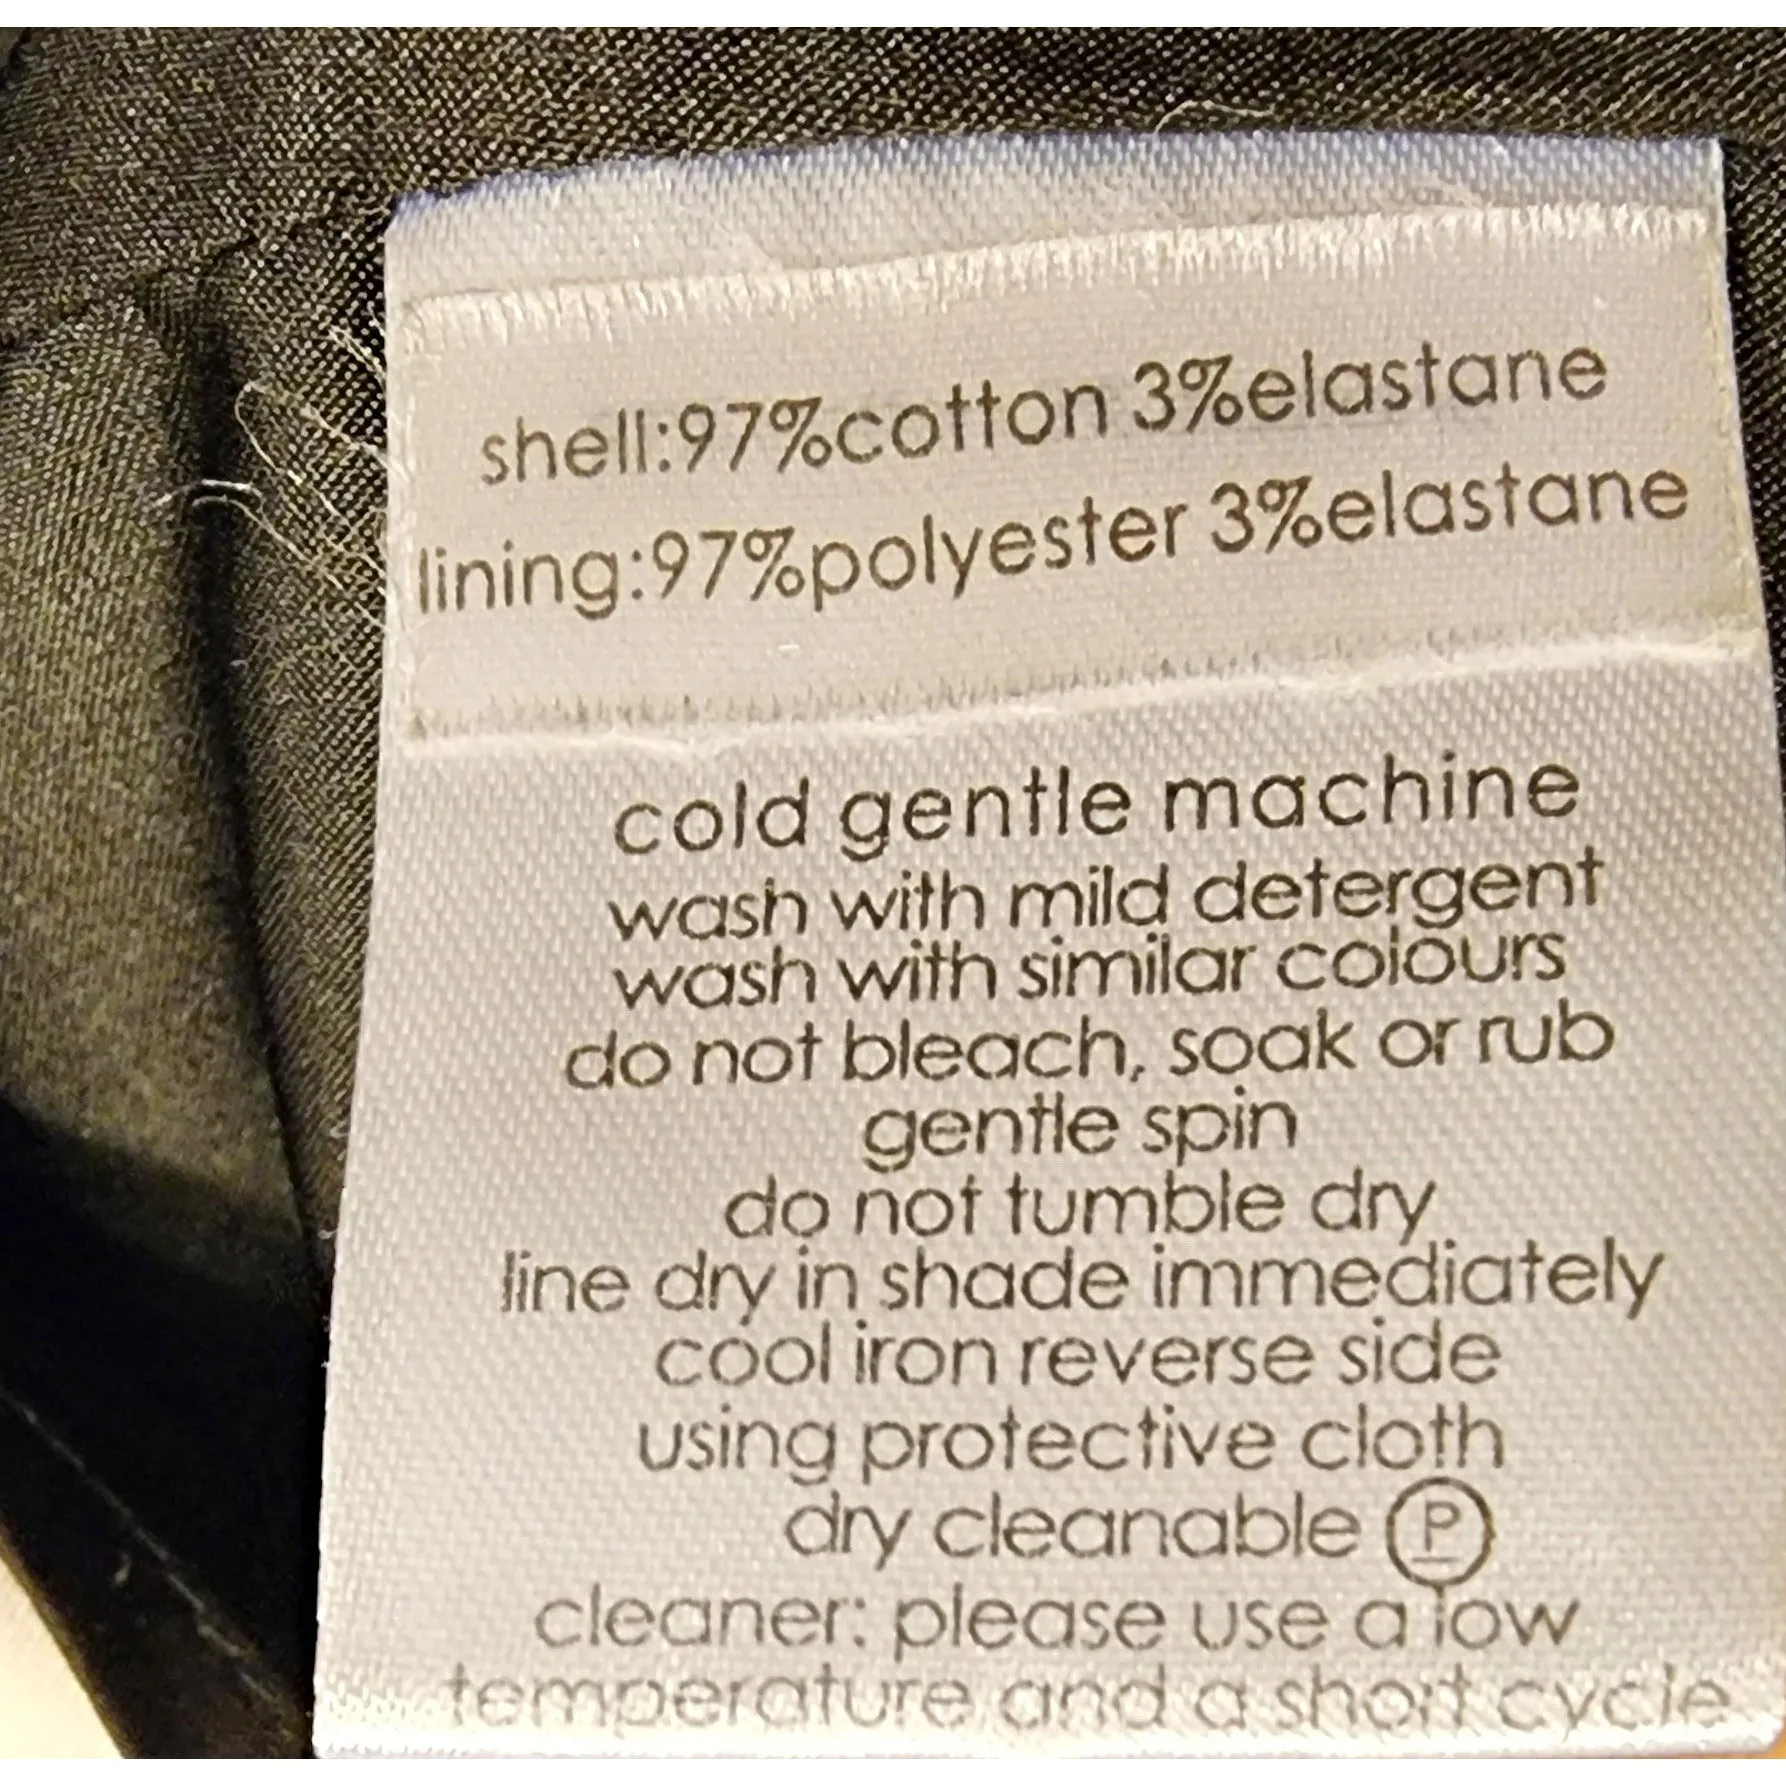 shell:97%cotton 3%elastane
lining:97%polyester 3%elastane
cold gentle machine
wash with mild detergent
wash with similar colours
do not bleach, soak or rub
gentle spin
do not tumble dry
line dry in shade immediately
cool iron reverse side
using protective cloth
dry cleanable P
cleaner: please use a low
temperature and a short cycle